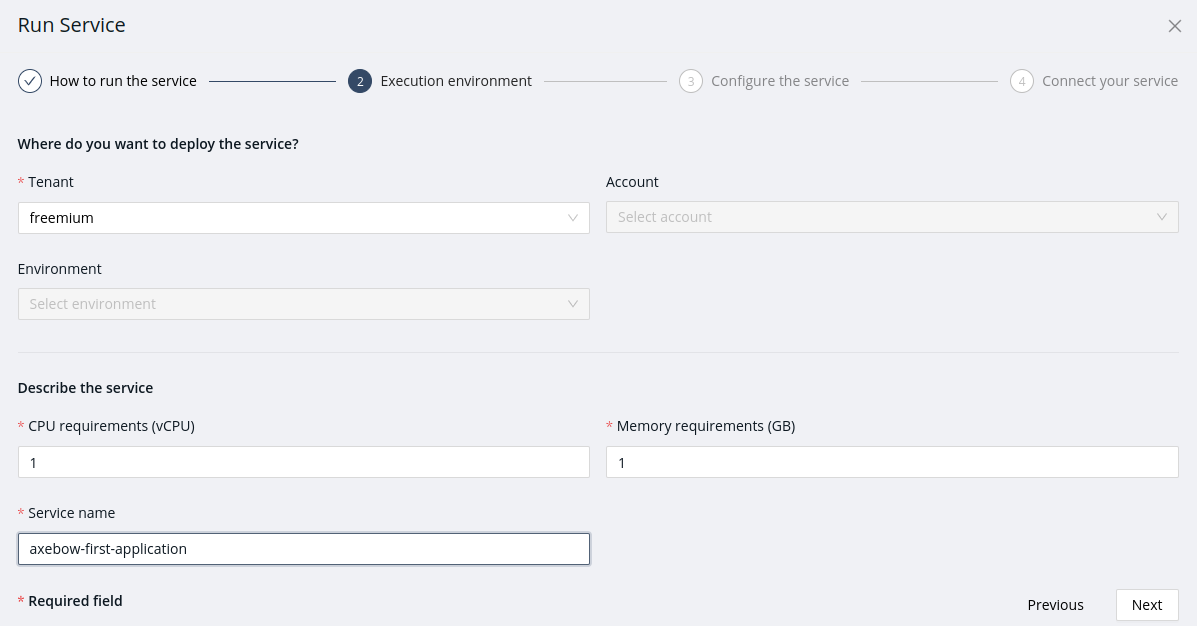 Run Service
How to run the service
2 Execution environment
3 Configure the service
4 Connect your service
Where do you want to deploy the service?
* Tenant
Account
freemium
Select account
Environment
Select environment
Describe the service
* CPU requirements (vCPU)
* Memory requirements (GB)
1
1
* Service name
axebow-first-application
* Required field
Previous
Next